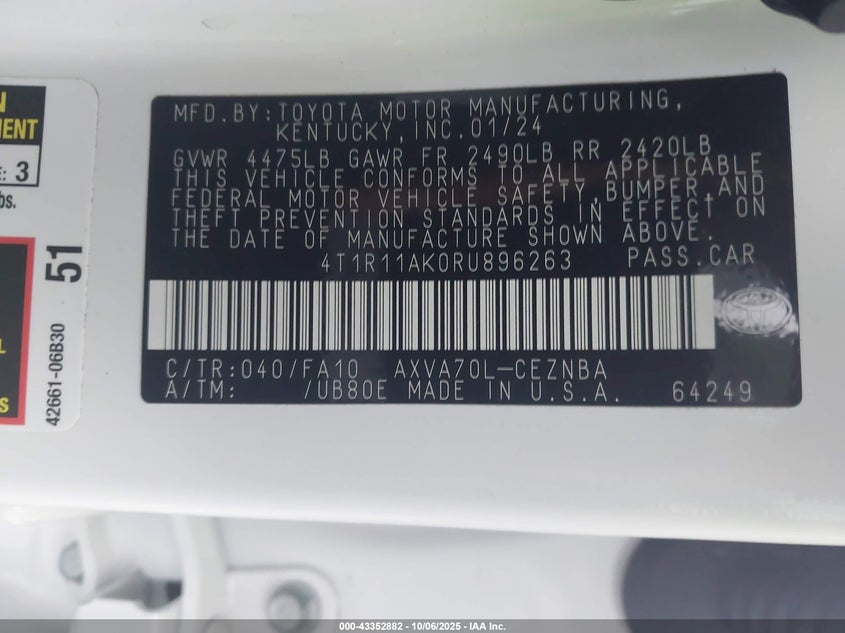 N
MENT
E: 3
bs.
51
42661-06B30
L
S
MFD.BY:TOYOTA MOTOR MANUFACTURING,
KENTUCKY,INC.01/24
GVWR 4475LB GAWR FR 2490LB RR 2420LB
THIS VEHICLE CONFORMS TO ALL APPLICABLE
FEDERAL MOTOR VEHICLE SAFETY,BUMPER,AND
THEFT PREVENTION STANDARDS IN EFFECT ON
THE DATE OF MANUFACTURE SHOWN ABOVE.
4T1R11AK0RU896263 PASS.CAR
C/TR:040/FA10 AXVA70L-CEZNBA
A/TM: /UB80E MADE IN U.S.A. 64249
000-43352882 - 10/06/2025 - IAA Inc.